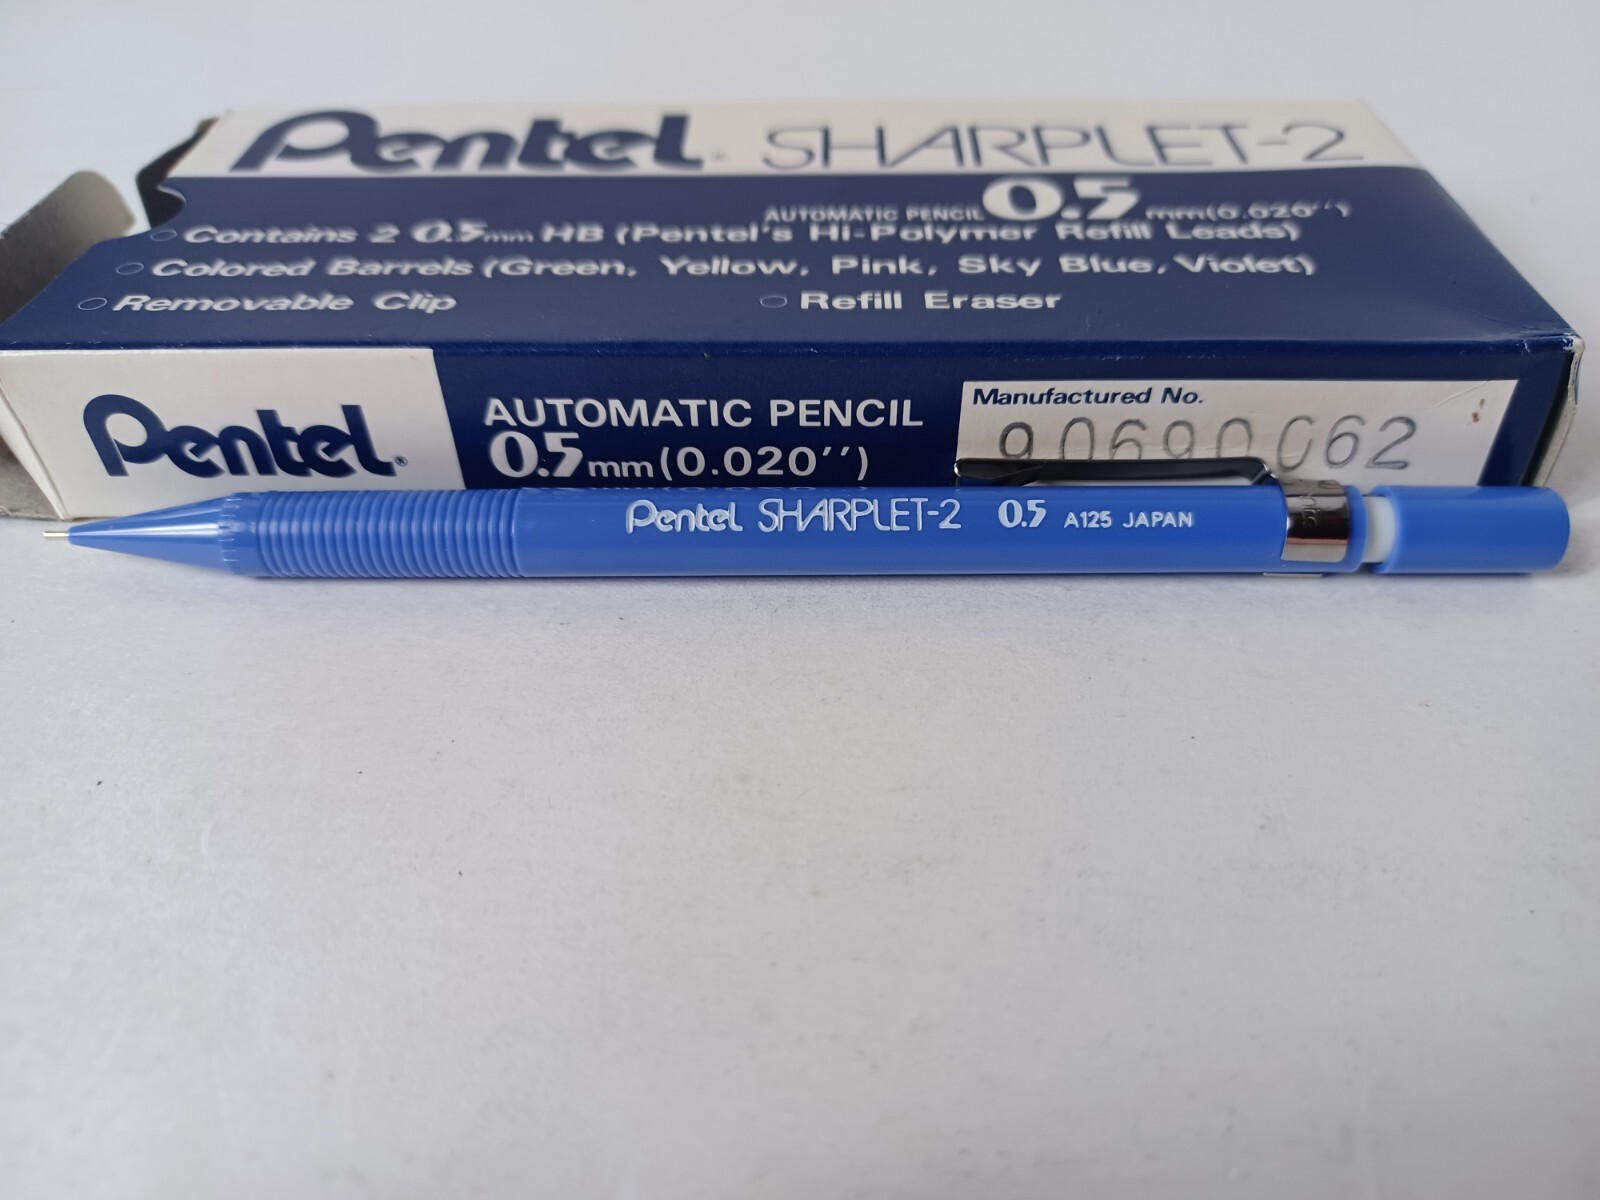 Pentel® SHARPLET-2
AUTOMATIC PENCIL 0.5 mm (0.020'')
○ Contains 2 0.5mm HB (Pentel's Hi-Polymer Refill Leads)
○ Colored Barrels (Green, Yellow, Pink, Sky Blue, Violet)
○ Removable Clip ○ Refill Eraser
Pentel®
AUTOMATIC PENCIL
0.5 mm (0.020'')
Manufactured No.
90690062
Pentel SHARPLET-2 0.5 A125 JAPAN